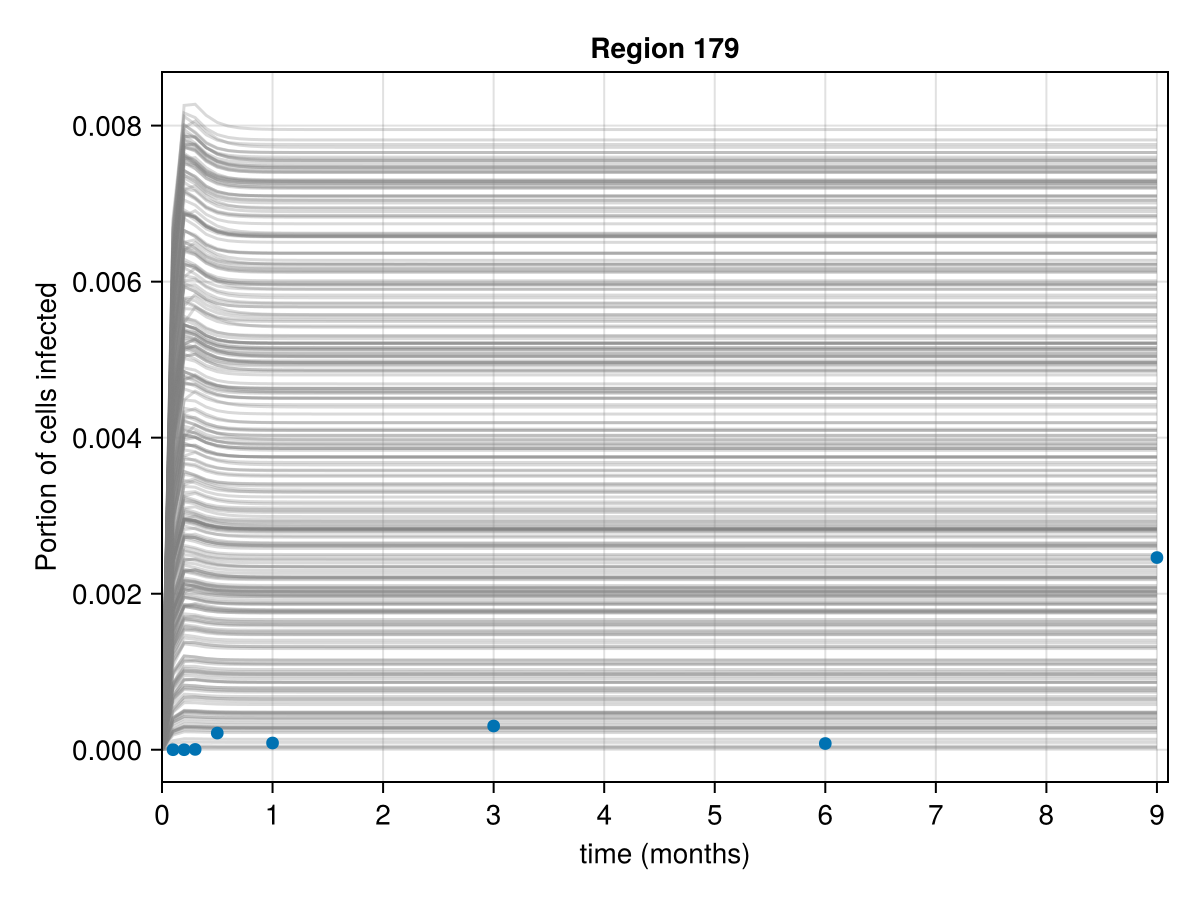 Region 179
Portion of cells infected
0.008
0.006
0.004
0.002
0.000
0 1 2 3 4 5 6 7 8 9
time (months)